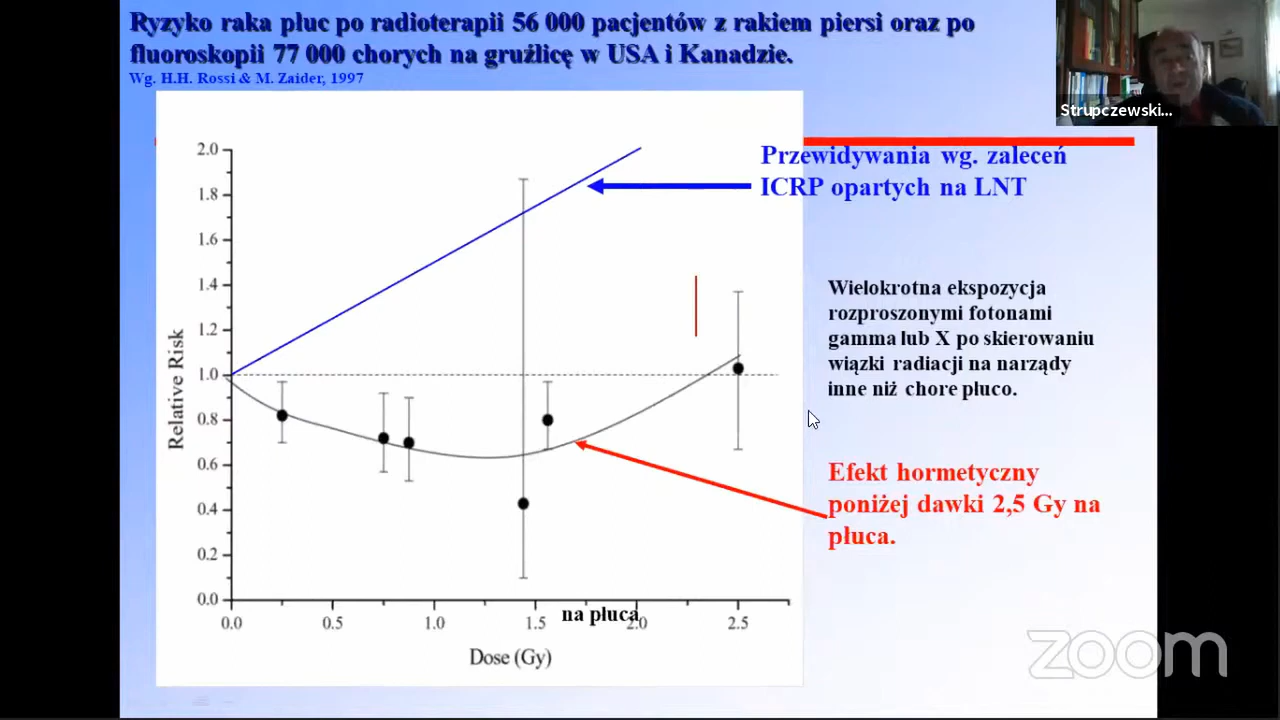 Ryzyko raka płuc po radioterapii 56 000 pacjentów z rakiem piersi oraz po
fluoroskopii 77 000 chorych na gruźlicę w USA i Kanadzie.
Wg. H.H. Rossi & M. Zaider, 1997
Strupczewski...
Przewidywania wg. zaleceń
ICRP opartych na LNT
2.0
1.8
1.6
1.4
1.2
1.0
0.8
0.6
0.4
0.2
0.0
Relative Risk
Wielokrotna ekspozycja
rozproszonymi fotonami
gamma lub X po skierowaniu
wiązki radiacji na narządy
inne niż chore płuco.
Efekt hormetyczny
poniżej dawki 2,5 Gy na
płuca.
0.0 0.5 1.0 1.5 2.0 2.5
na płuca
Dose (Gy)
zoom